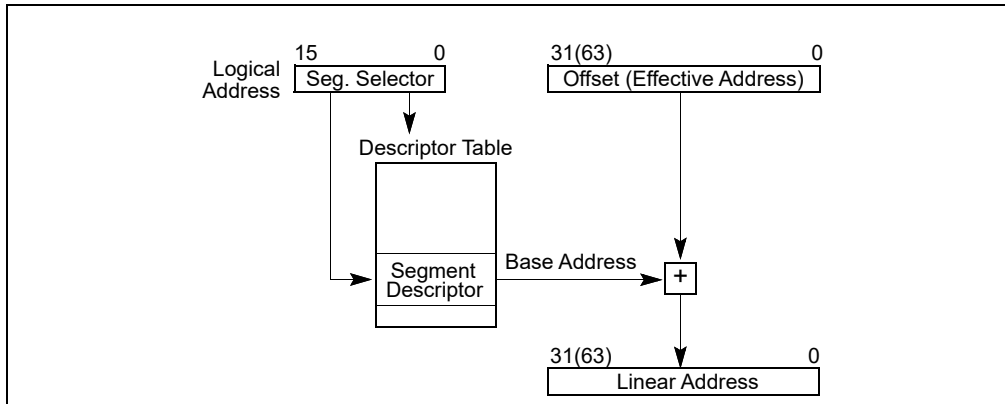 15 0 31(63) 0
Logical
Address
Seg. Selector Offset (Effective Address)
Descriptor Table
Base Address
Segment
Descriptor
+
31(63) 0
Linear Address